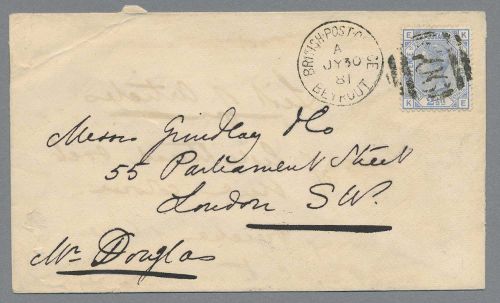 BRITISH POST OFFICE
A
JY 30
81
BEYROUT
E K
K E
Messrs Grindlay & Co
55 Parliament Street
London S.W.
Mr. Douglas